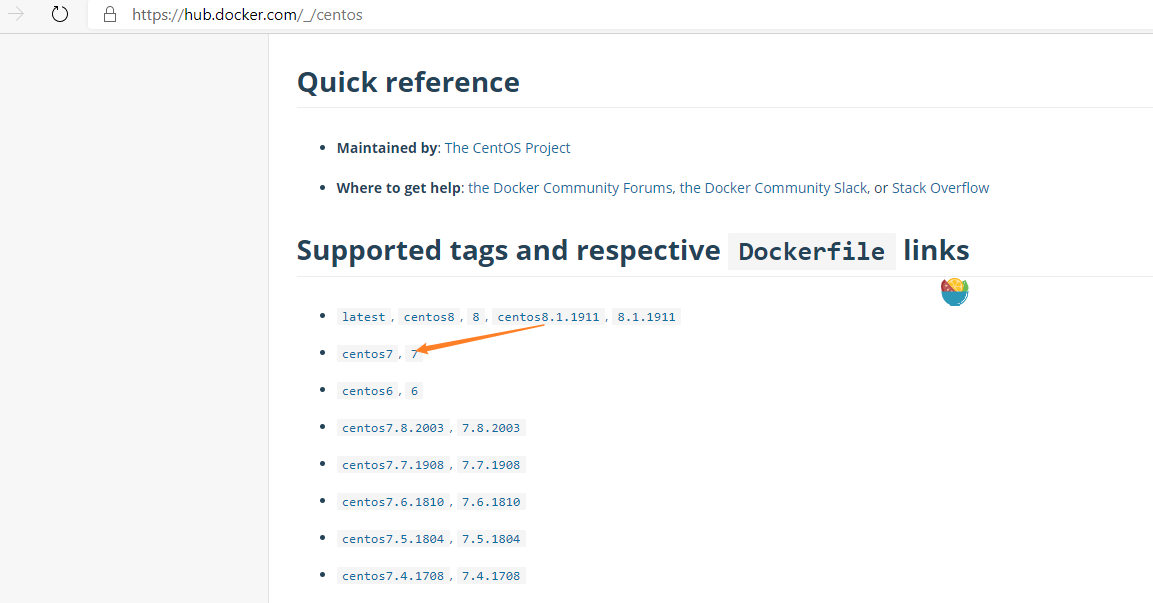 https://hub.docker.com/_/centos
Quick reference
Maintained by: The CentOS Project
Where to get help: the Docker Community Forums, the Docker Community Slack, or Stack Overflow
Supported tags and respective Dockerfile links
latest , centos8 , 8 , centos8.1.1911 , 8.1.1911
centos7 , 7
centos6 , 6
centos7.8.2003 , 7.8.2003
centos7.7.1908 , 7.7.1908
centos7.6.1810 , 7.6.1810
centos7.5.1804 , 7.5.1804
centos7.4.1708 , 7.4.1708